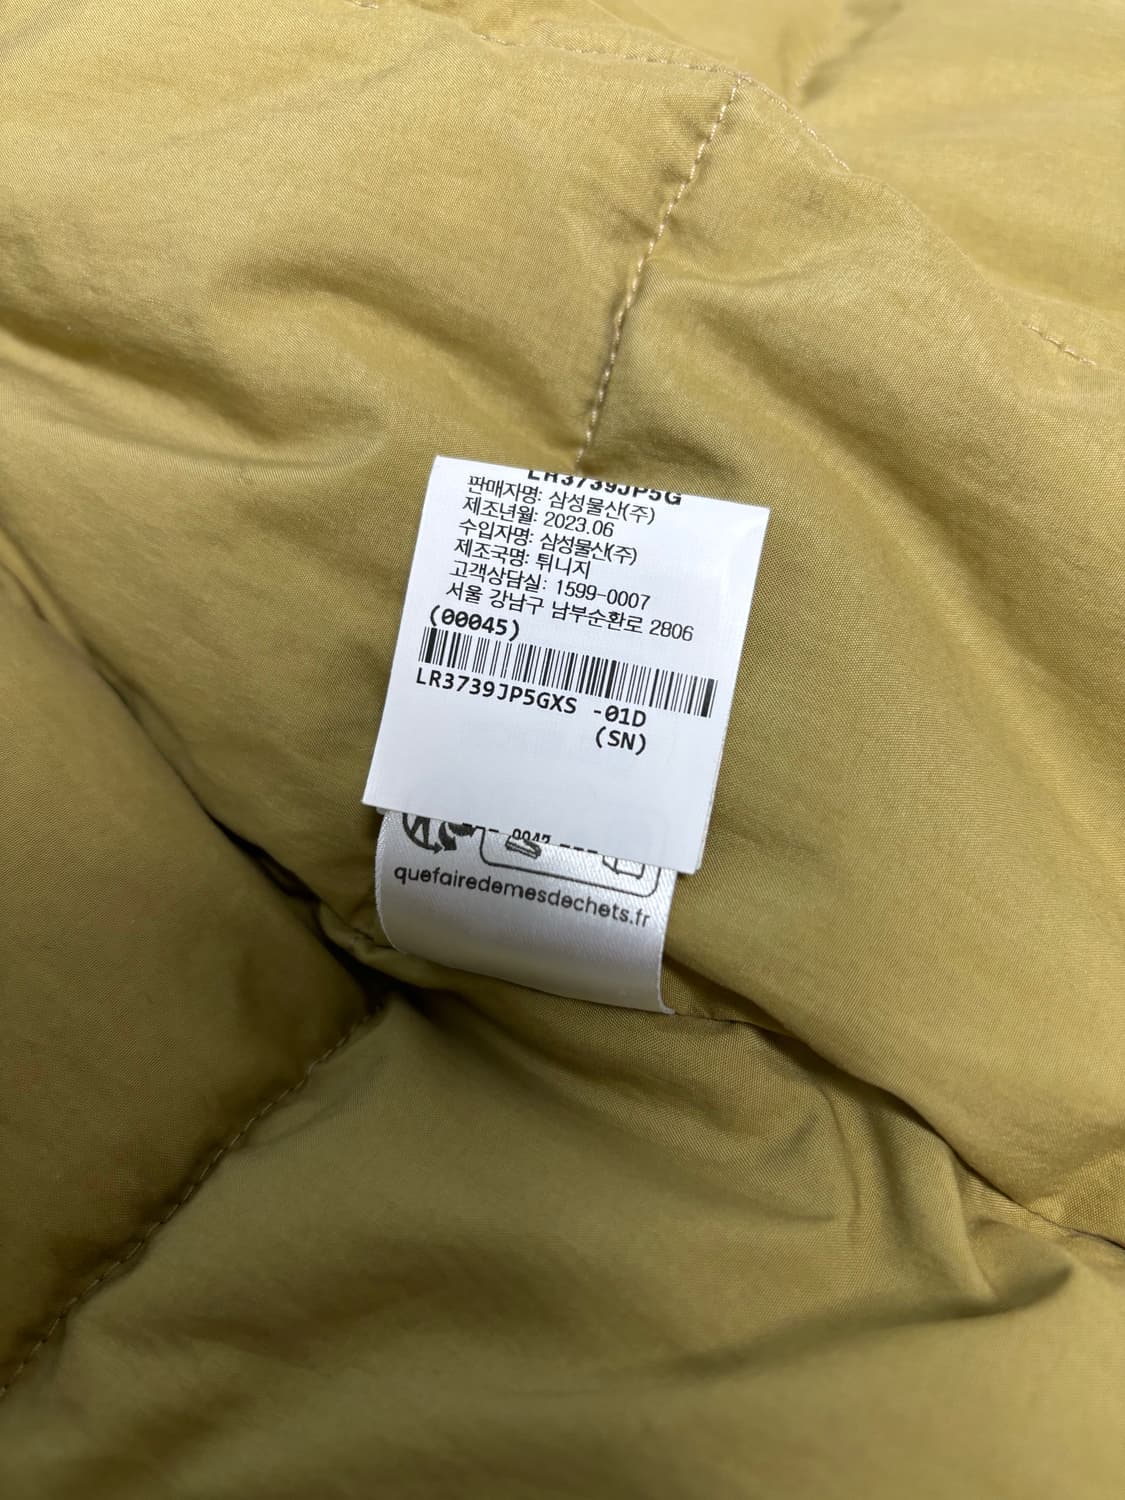 LR3739JP5G
판매자명: 삼성물산(주)
제조년월: 2023.06
수입자명: 삼성물산(주)
제조국명: 튀니지
고객상담실: 1599-0007
서울 강남구 남부순환로 2806
(00045)
LR3739JP5GXS -01D
(SN)
quefairedemesdechets.fr